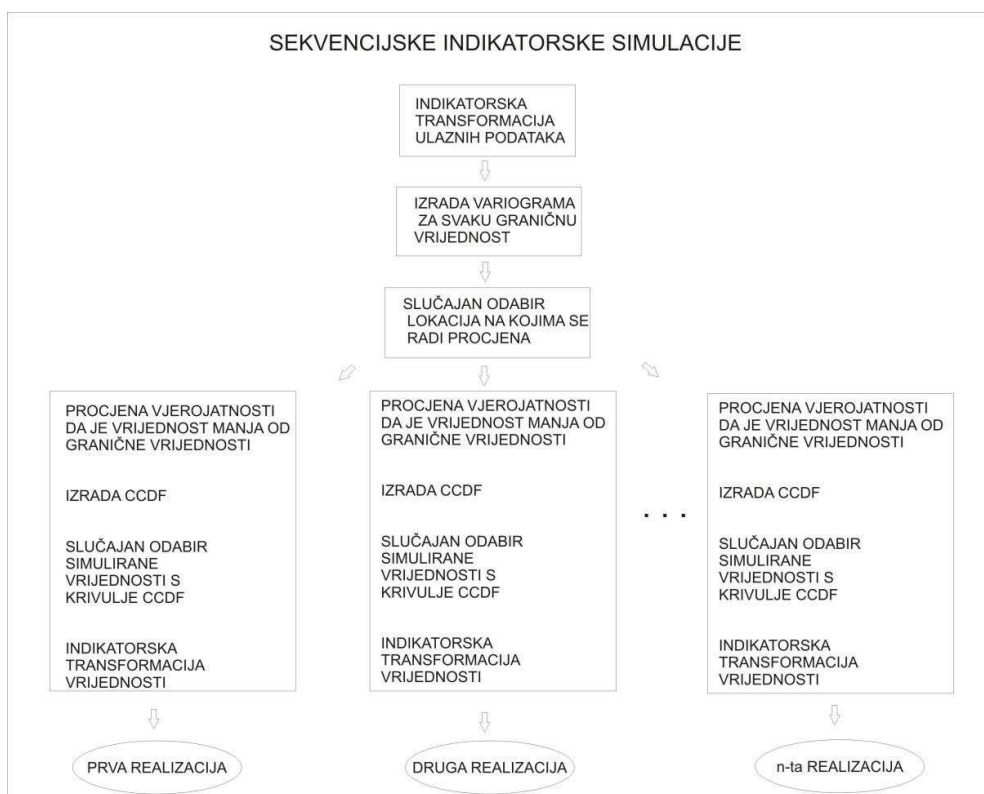 SEKVENCIJSKE INDIKATORSKE SIMULACIJE
INDIKATORSKA
TRANSFORMACIJA
ULAZNIH PODATAKA
IZRADA VARIOGRAMA
ZA SVAKU GRANIČNU
VRIJEDNOST
SLUČAJAN ODABIR
LOKACIJA NA KOJIMA SE
RADI PROCJENA
PROCJENA VJEROJATNOSTI
DA JE VRIJEDNOST MANJA OD
GRANIČNE VRIJEDNOSTI
IZRADA CCDF
SLUČAJAN ODABIR
SIMULIRANE
VRIJEDNOSTI S
KRIVULJE CCDF
INDIKATORSKA
TRANSFORMACIJA
VRIJEDNOSTI
PRVA REALIZACIJA
PROCJENA VJEROJATNOSTI
DA JE VRIJEDNOST MANJA OD
GRANIČNE VRIJEDNOSTI
IZRADA CCDF
SLUČAJAN ODABIR
SIMULIRANE
VRIJEDNOSTI S
KRIVULJE CCDF
INDIKATORSKA
TRANSFORMACIJA
VRIJEDNOSTI
DRUGA REALIZACIJA
. . .
PROCJENA VJEROJATNOSTI
DA JE VRIJEDNOST MANJA OD
GRANIČNE VRIJEDNOSTI
IZRADA CCDF
SLUČAJAN ODABIR
SIMULIRANE
VRIJEDNOSTI S
KRIVULJE CCDF
INDIKATORSKA
TRANSFORMACIJA
VRIJEDNOSTI
n-ta REALIZACIJA